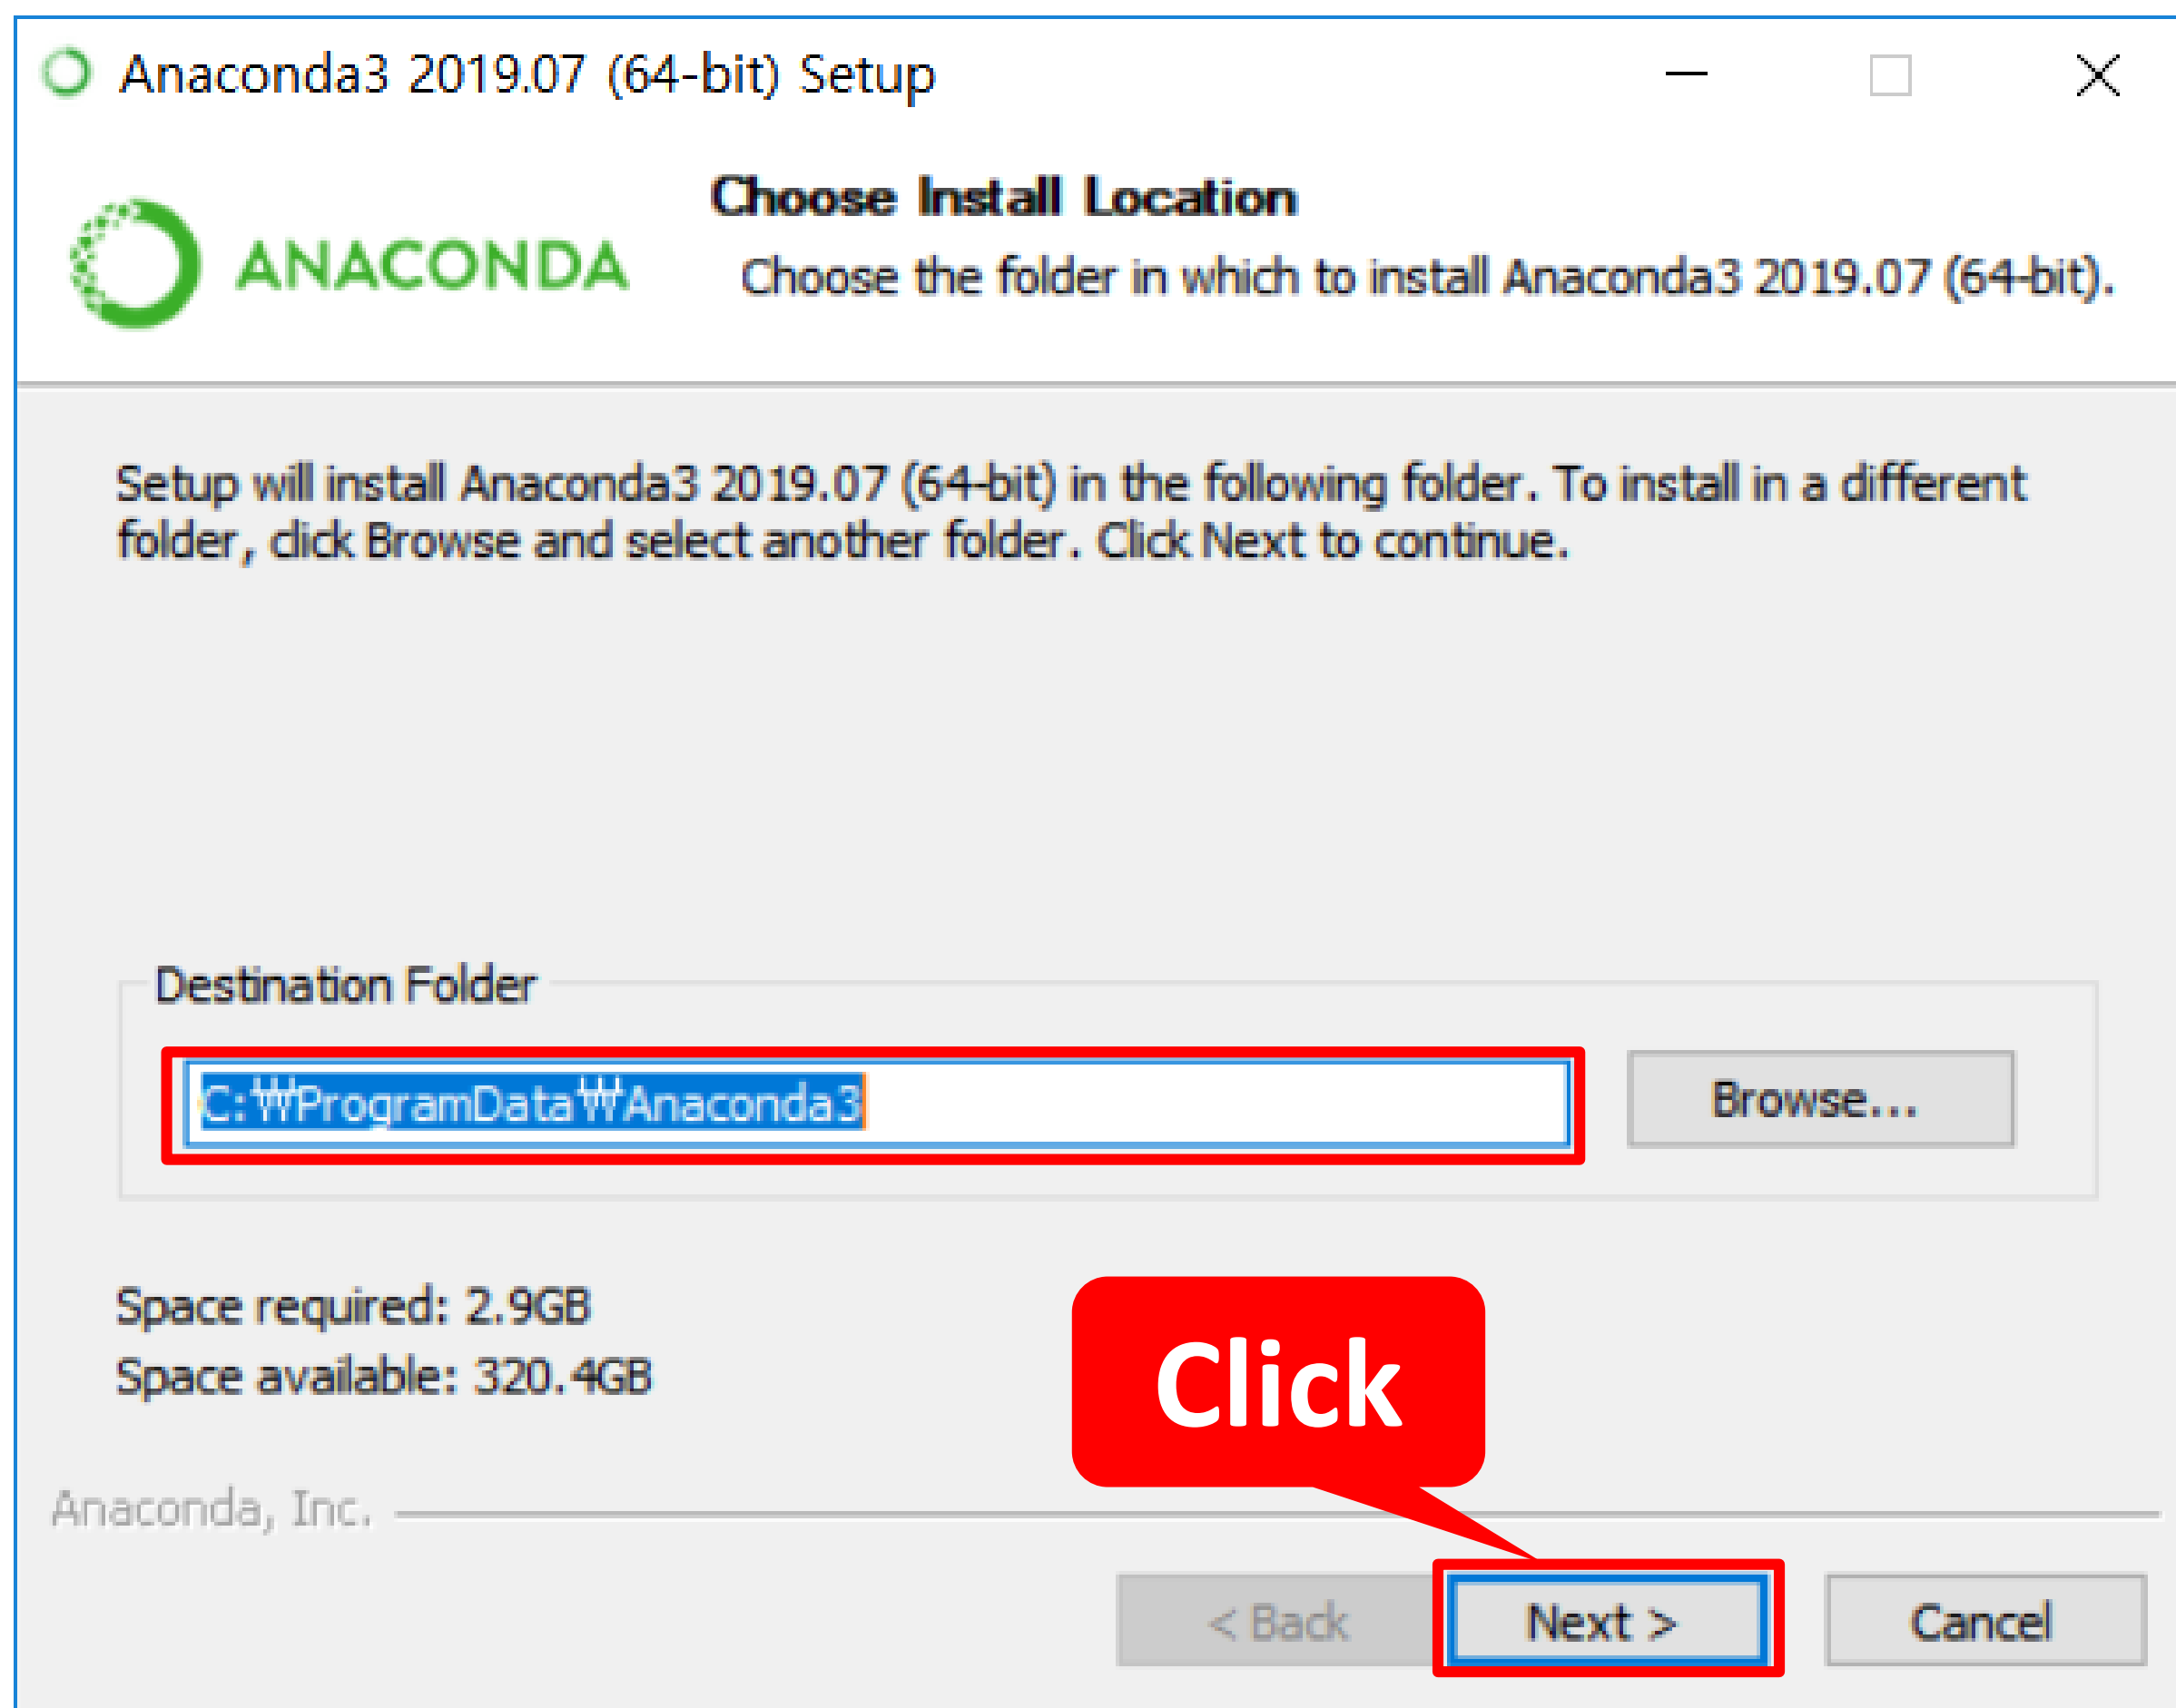 Anaconda3 2019.07 (64-bit) Setup
ANACONDA
Choose Install Location
Choose the folder in which to install Anaconda3 2019.07 (64-bit).
Setup will install Anaconda3 2019.07 (64-bit) in the following folder. To install in a different
folder, click Browse and select another folder. Click Next to continue.
Destination Folder
C:₩ProgramData₩Anaconda3
Browse...
Space required: 2.9GB
Space available: 320.4GB
Click
Anaconda, Inc.
< Back
Next >
Cancel